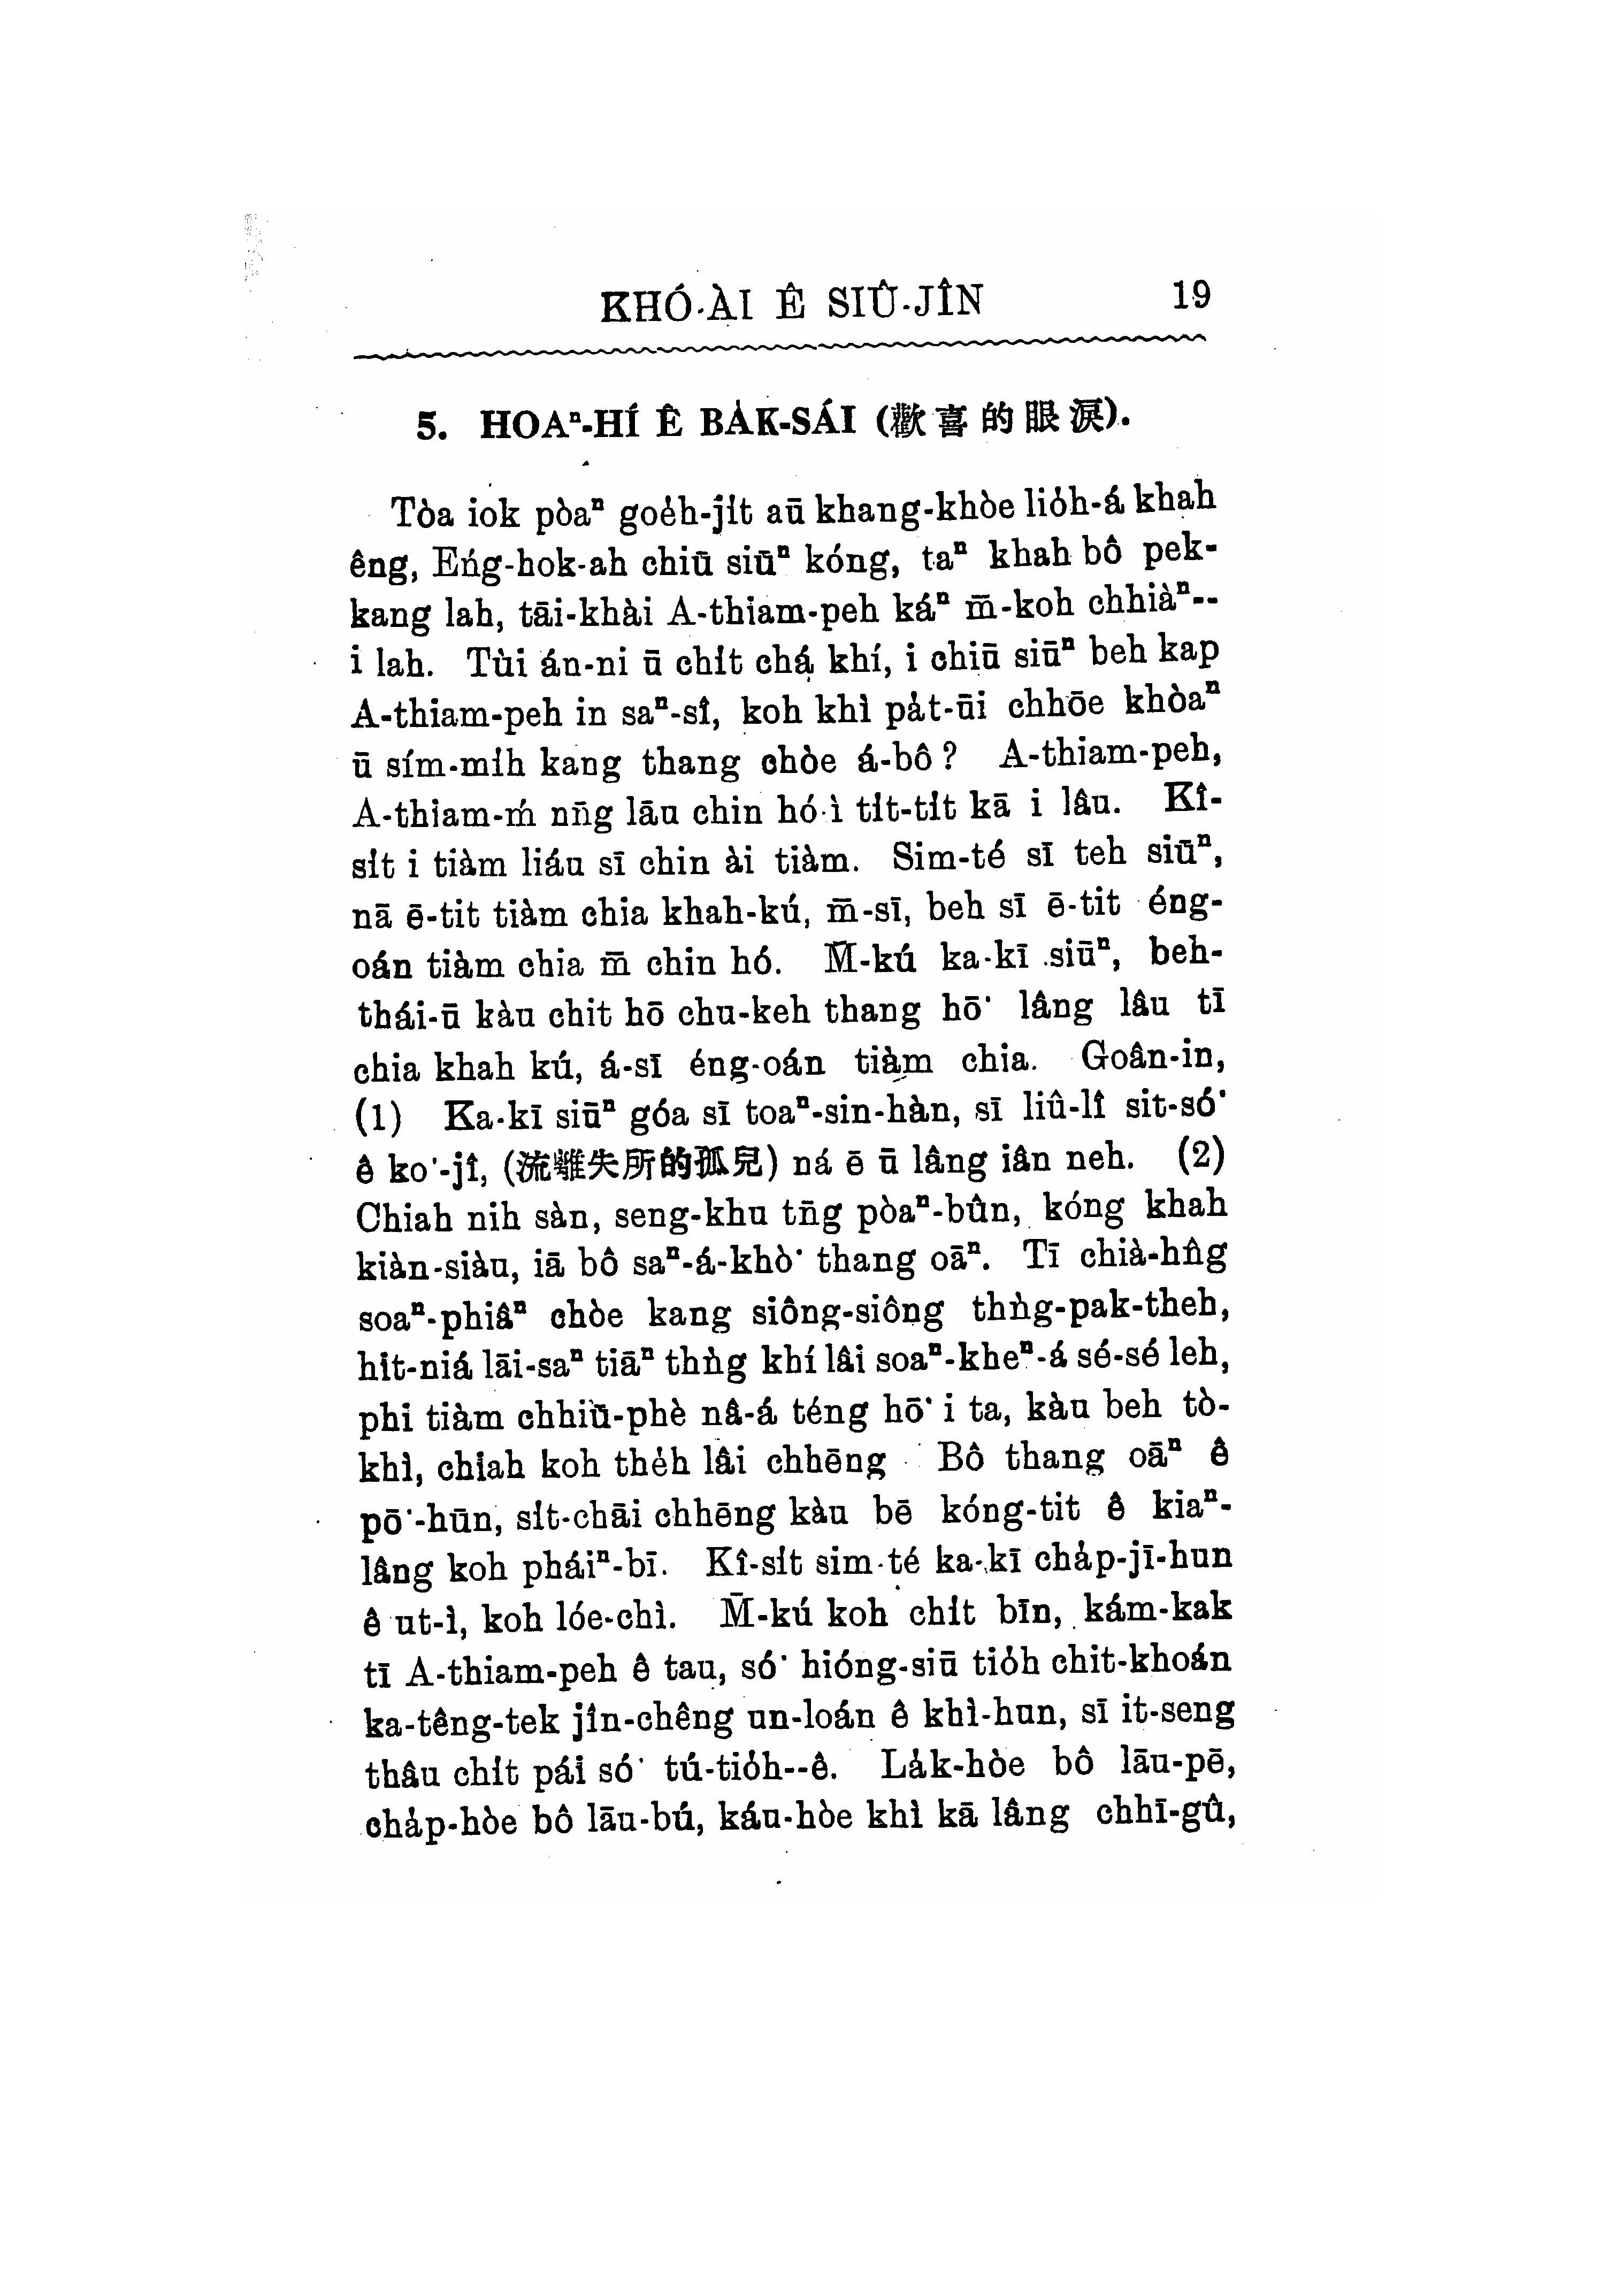 KHÓ-ÀI Ê SIÛ-JÎN 19
5. HOAⁿ-HÍ Ê BA̍K-SÁI (歡喜的眼淚).
Tòa iok pòaⁿ goe̍h-ji̍t aū khang-khòe lio̍h-á khah
êng, Eńg-hok-ah chiū siūⁿ kóng, taⁿ khah bô pek-
kang lah, tāi-khài A-thiam-peh káⁿ m̄-koh chhiàⁿ--
i lah. Tùi án-ni ū chi̍t chá khí, i chiū siūⁿ beh kap
A-thiam-peh in saⁿ-sî, koh khì pa̍t-ūi chhōe khòaⁿ
ū sím-mi̍h kang thang chòe á-bô? A-thiam-peh,
A-thiam-ḿ nn̄g lāu chin hó-ì ti̍t-ti̍t kā i lâu. Kî-
si̍t i tiàm liáu sī chin ài tiàm. Sim-té sī teh siūⁿ,
nā ē-tit tiàm chia khah-kú, m̄-sī, beh sī ē-tit éng-
oán tiàm chia m̄ chin hó. M̄-kú ka-kī siūⁿ, beh-
thái-ū kàu chit hō chu-keh thang hō͘ lâng lâu tī
chia khah kú, á-sī éng-oán tiàm chia. Goân-in,
(1) Ka-kī siūⁿ góa sī toaⁿ-sin-hàn, sī liû-lî sit-só͘
ê ko͘-jî, (流離失所的孤兒) ná ē ū lâng iân neh. (2)
Chiah nih sàn, seng-khu tn̄g pòaⁿ-bûn, kóng khah
kiàn-siàu, iā bô saⁿ-á-khò͘ thang oāⁿ. Tī chià-hn̂g
soaⁿ-phiâⁿ chòe kang siông-siông thǹg-pak-theh,
hit-niá lāi-saⁿ tiāⁿ thǹg khí lâi soaⁿ-kheⁿ-á sé-sé leh,
phi tiàm chhiū-phè nâ-á téng hō͘ i ta, kàu beh tò-
khì, chiah koh the̍h lâi chhēng Bô thang oāⁿ ê
pō͘-hūn, si̍t-chāi chhēng kàu bē kóng-tit ê kiaⁿ-
lâng koh pháiⁿ-bī. Kî-si̍t sim-té ka-kī cha̍p-jī-hun
ê ut-ì, koh lóe-chì. M̄-kú koh chi̍t bīn, kám-kak
tī A-thiam-peh ê tau, só͘ hióng-siū tio̍h chit-khoán
ka-têng-tek jîn-chêng un-loán ê khì-hun, sī it-seng
thâu chi̍t pái só͘ tú-tio̍h--ê. La̍k-hòe bô lāu-pē,
cha̍p-hòe bô lāu-bú, káu-hòe khì kā lâng chhī-gû,